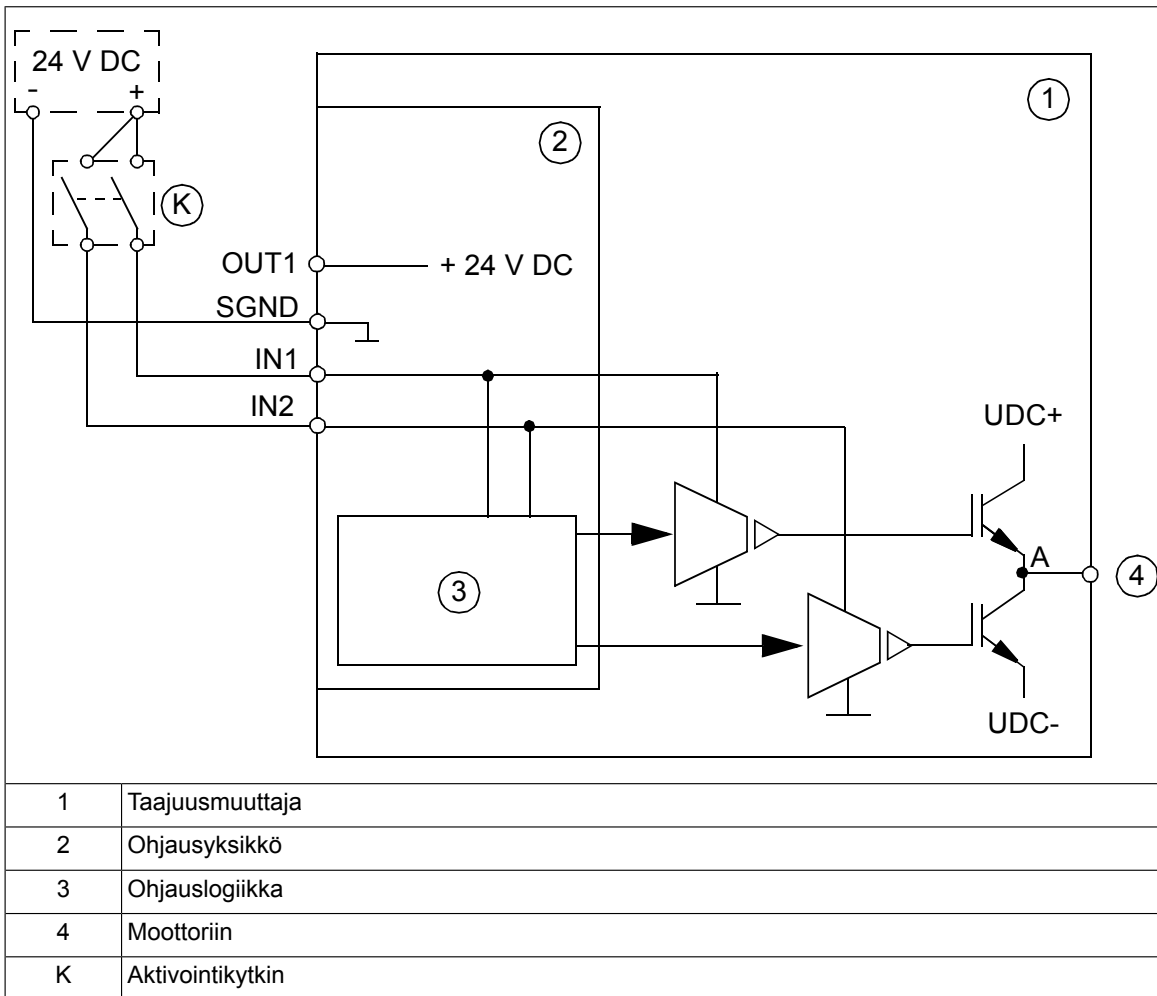 24 V DC
- +
1
2
K
OUT1 + 24 V DC
SGND
IN1
IN2
UDC+
A
3
4
UDC-
1 Taajuusmuuttaja
2 Ohjausyksikkö
3 Ohjauslogiikka
4 Moottoriin
K Aktivointikytkin